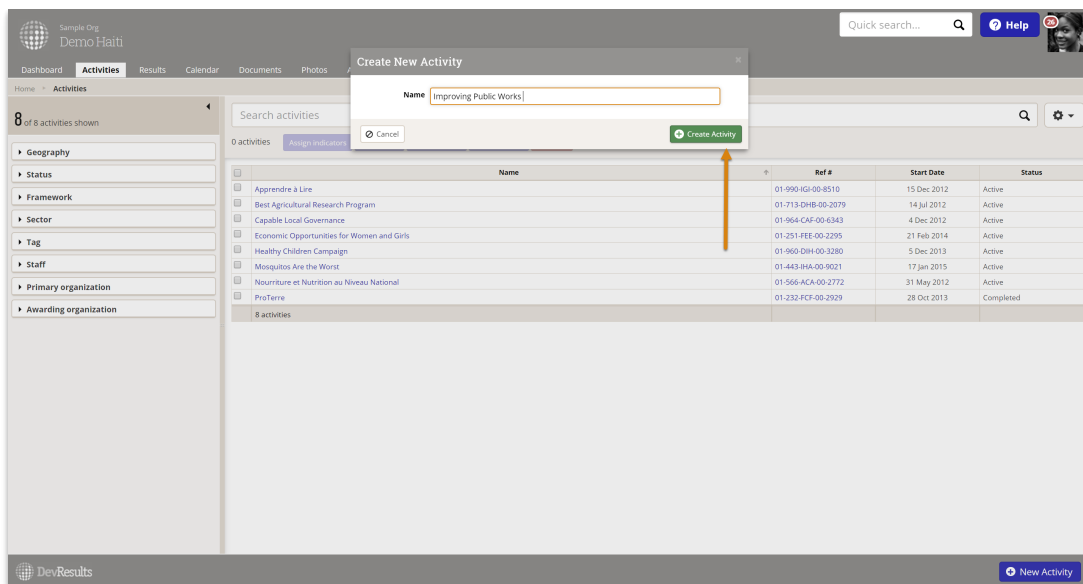 Sample Org
Demo Haiti
Quick search...
Help
26
Dashboard Activities Results Calendar Documents Photos
Create New Activity
Home Activities
Name Improving Public Works
8 of 8 activities shown
Search activities
Cancel Create Activity
0 activities Assign indicators
Geography
Status
Framework
Sector
Tag
Staff
Primary organization
Awarding organization
Name Ref # Start Date Status
Apprendre à Lire 01-990-IGI-00-8510 15 Dec 2012 Active
Best Agricultural Research Program 01-713-DHB-00-2079 14 Jul 2012 Active
Capable Local Governance 01-964-CAF-00-6343 4 Dec 2012 Active
Economic Opportunities for Women and Girls 01-251-FEE-00-2295 21 Feb 2014 Active
Healthy Children Campaign 01-960-DIH-00-3280 5 Dec 2013 Active
Mosquitos Are the Worst 01-443-IHA-00-9021 17 Jan 2015 Active
Nourriture et Nutrition au Niveau National 01-566-ACA-00-2772 31 May 2012 Active
ProTerre 01-232-FCF-00-2929 28 Oct 2013 Completed
8 activities
DevResults
New Activity